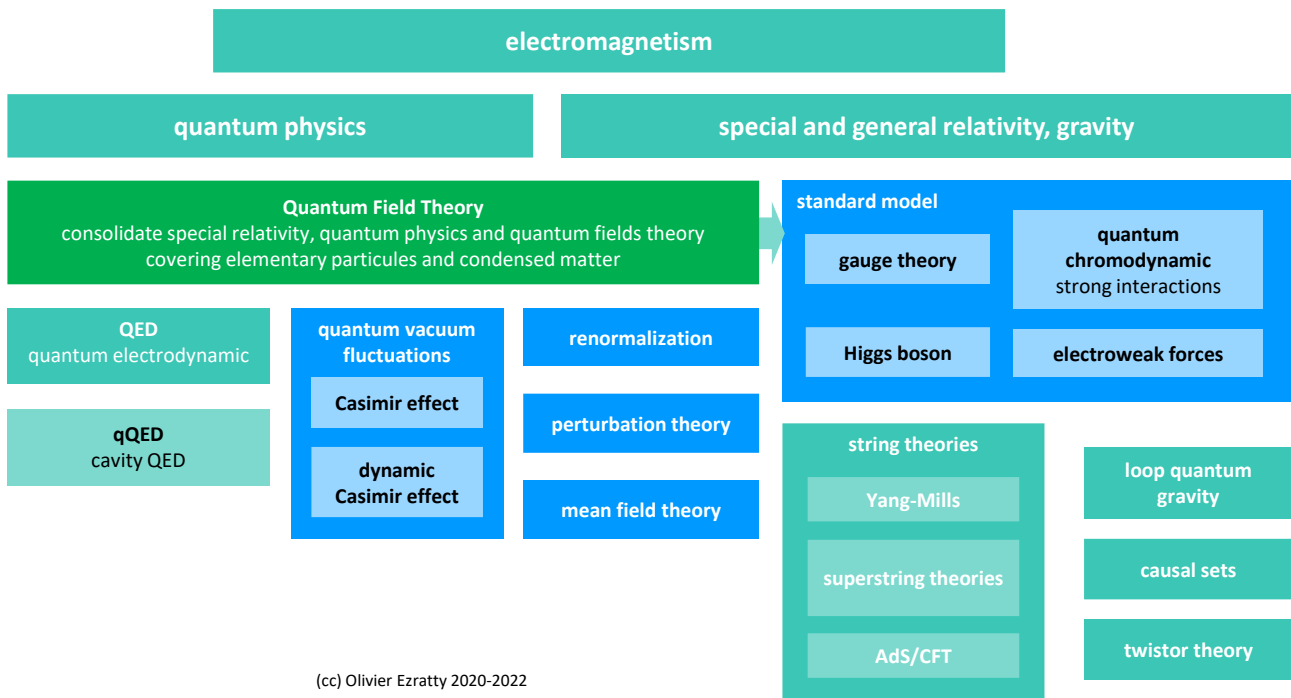 electromagnetism
quantum physics
special and general relativity, gravity
Quantum Field Theory
consolidate special relativity, quantum physics and quantum fields theory
covering elementary particules and condensed matter
standard model
gauge theory
quantum
chromodynamic
strong interactions
Higgs boson
electroweak forces
QED
quantum electrodynamic
qQED
cavity QED
quantum vacuum
fluctuations
Casimir effect
dynamic
Casimir effect
renormalization
perturbation theory
mean field theory
string theories
Yang-Mills
superstring theories
AdS/CFT
loop quantum
gravity
causal sets
twistor theory
(cc) Olivier Ezratty 2020-2022